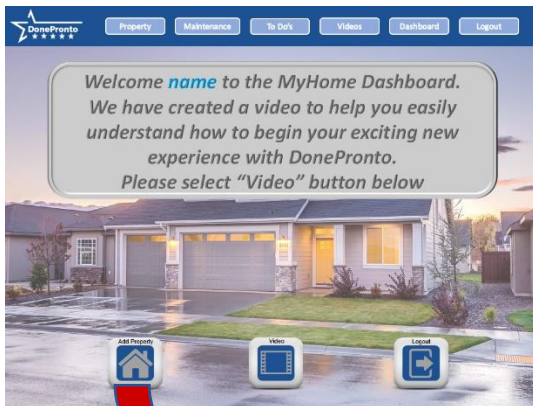 DonePronto
Property
Maintenance
To Do's
Videos
Dashboard
Logout
Welcome name to the MyHome Dashboard.
We have created a video to help you easily
understand how to begin your exciting new
experience with DonePronto.
Please select “Video” button below
Add Property
Video
Logout